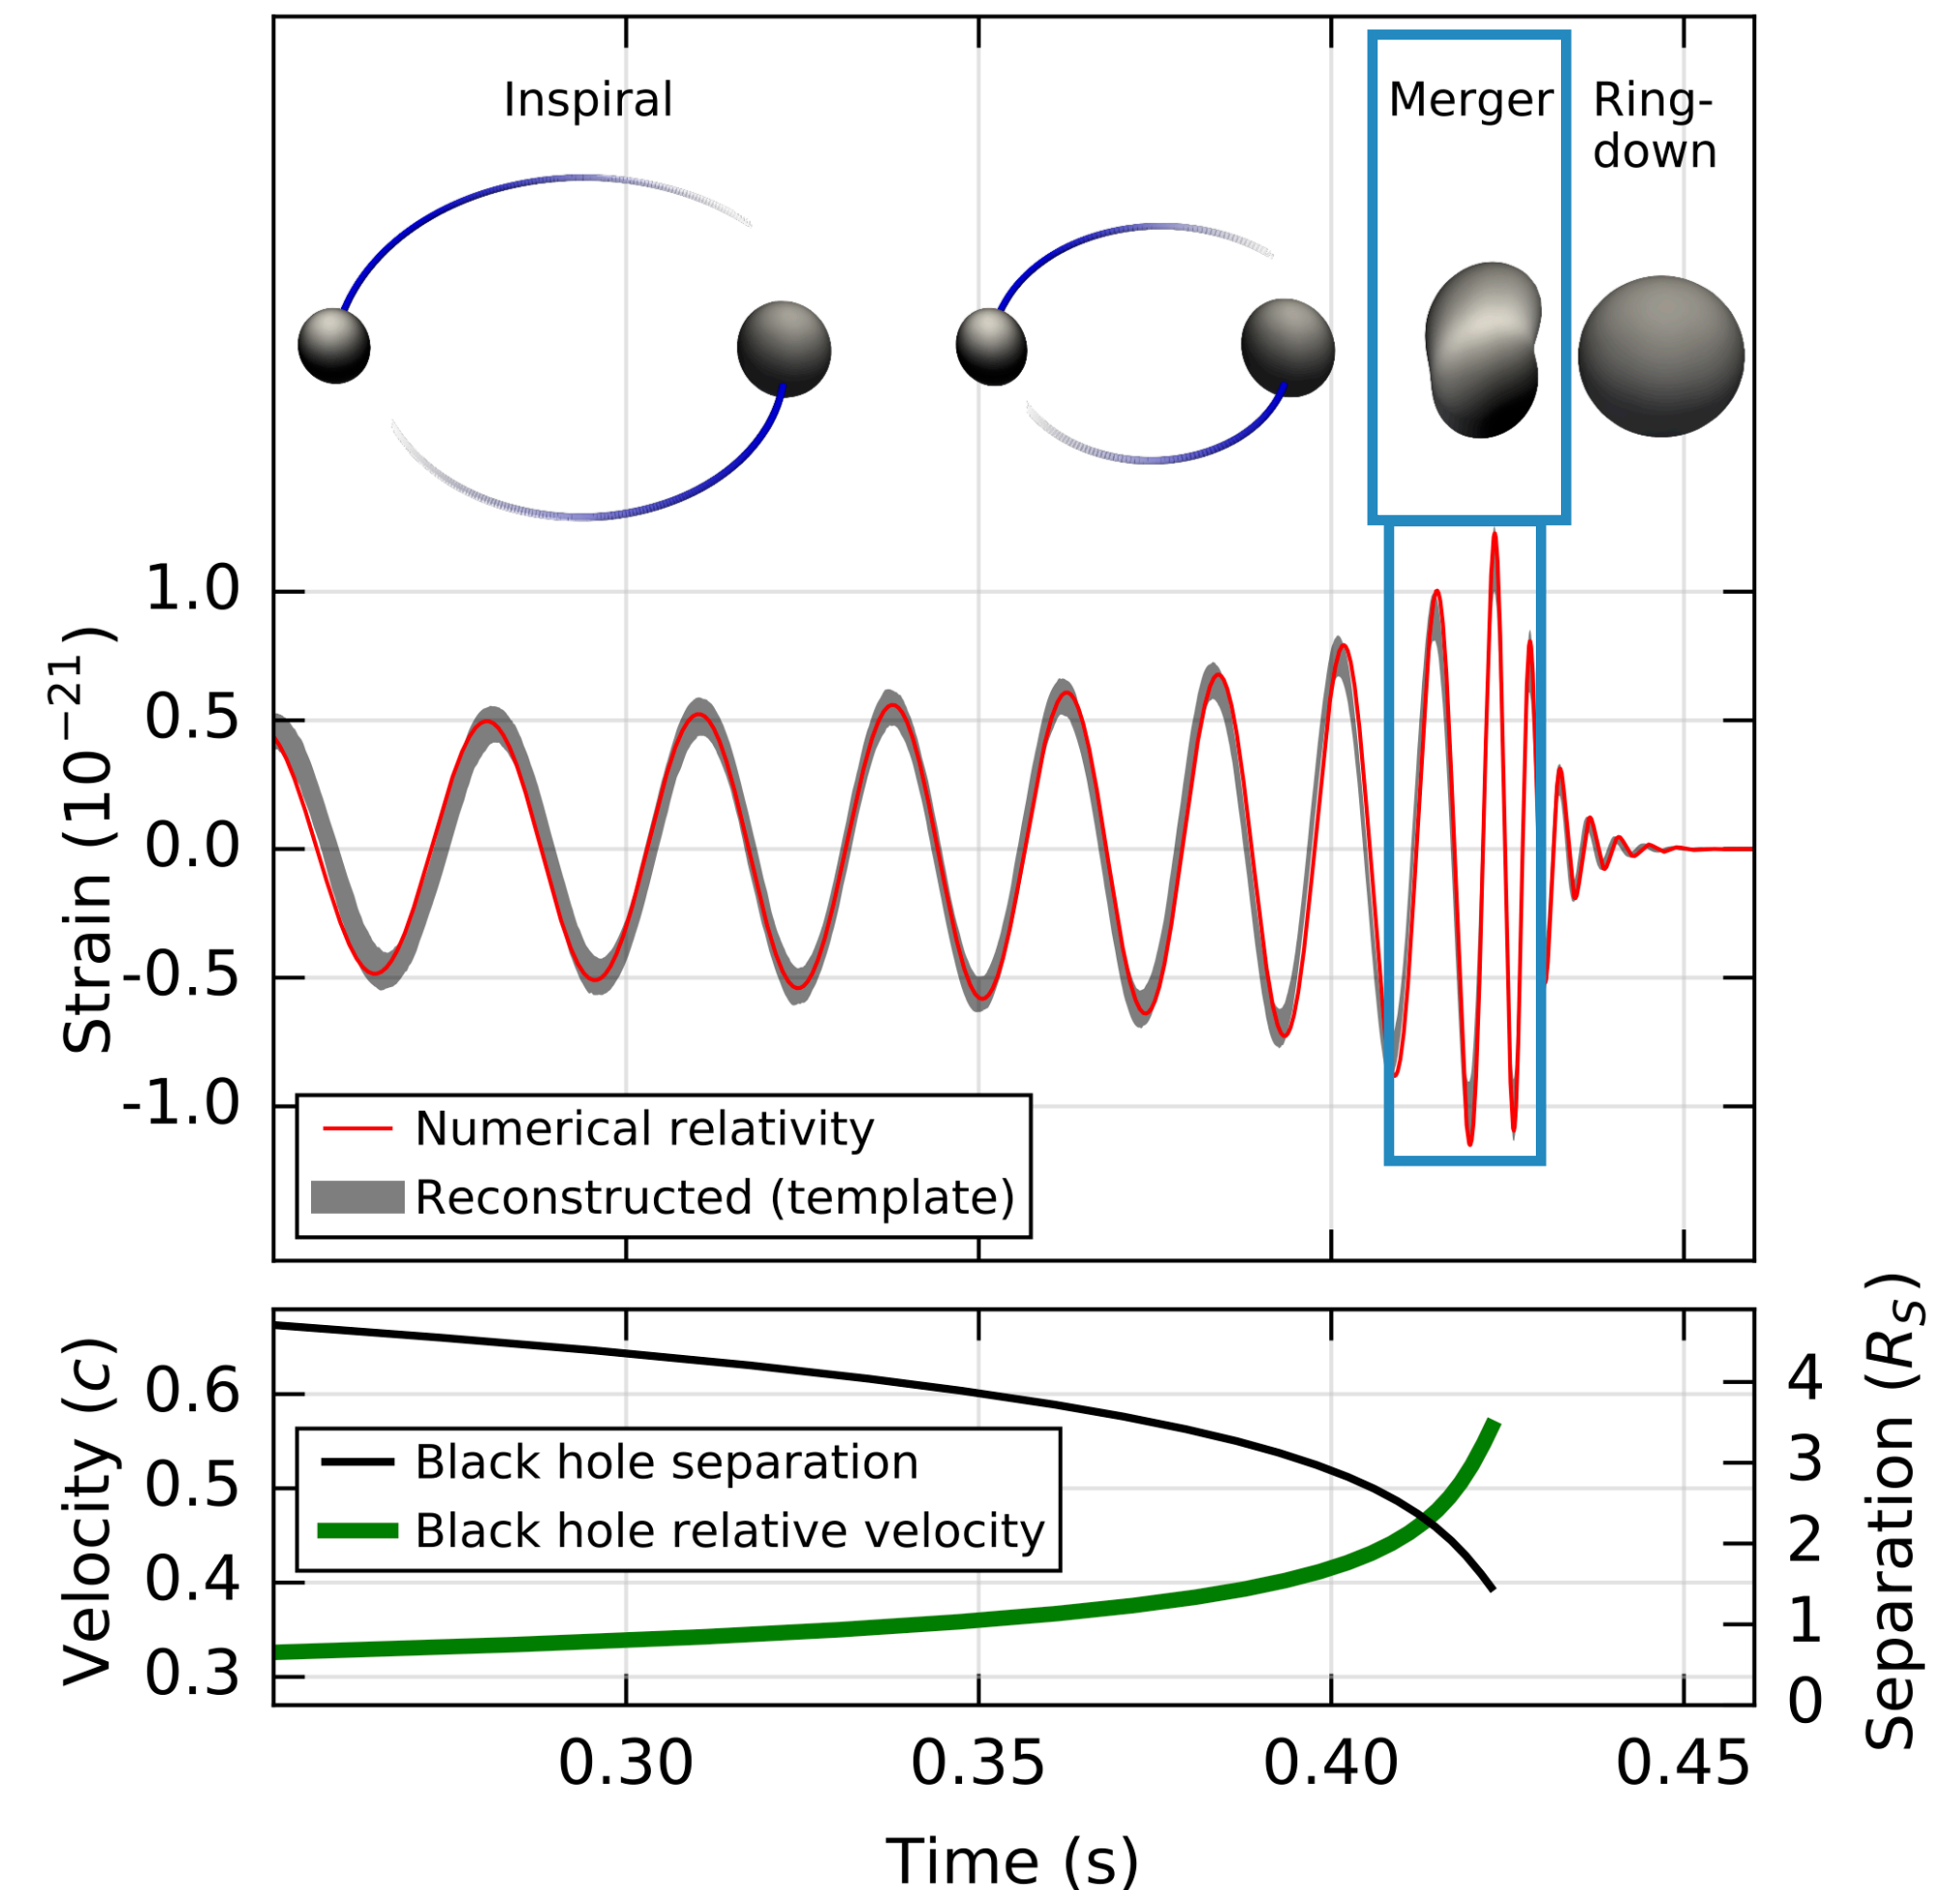 Inspiral
Merger
Ring-
down
Strain (10⁻²¹)
1.0
0.5
0.0
-0.5
-1.0
Numerical relativity
Reconstructed (template)
Velocity (c)
0.6
0.5
0.4
0.3
Black hole separation
Black hole relative velocity
Separation (R_S)
4
3
2
1
0
0.30 0.35 0.40 0.45
Time (s)